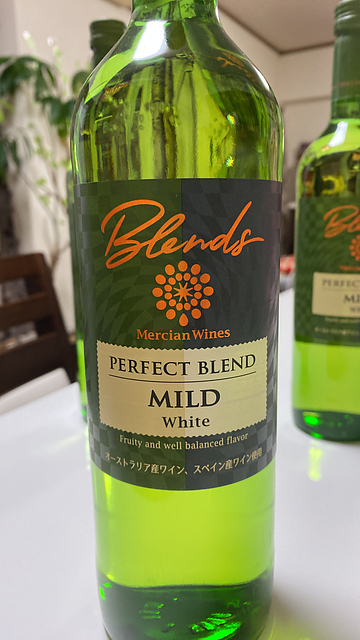 Blends
Mercian Wines
PERFECT BLEND
MILD
White
Fruity and well balanced flavor
オーストラリア産ワイン、スペイン産ワイン使用